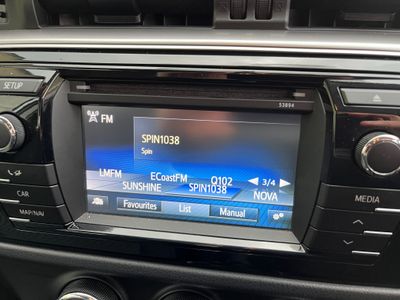 SETUP
53094
FM
SPIN1038
Spin
LMFM ECoastFM Q102 3/4
SUNSHINE SPIN1038 NOVA
CAR
MEDIA
MAP/NAV
Favourites List Manual